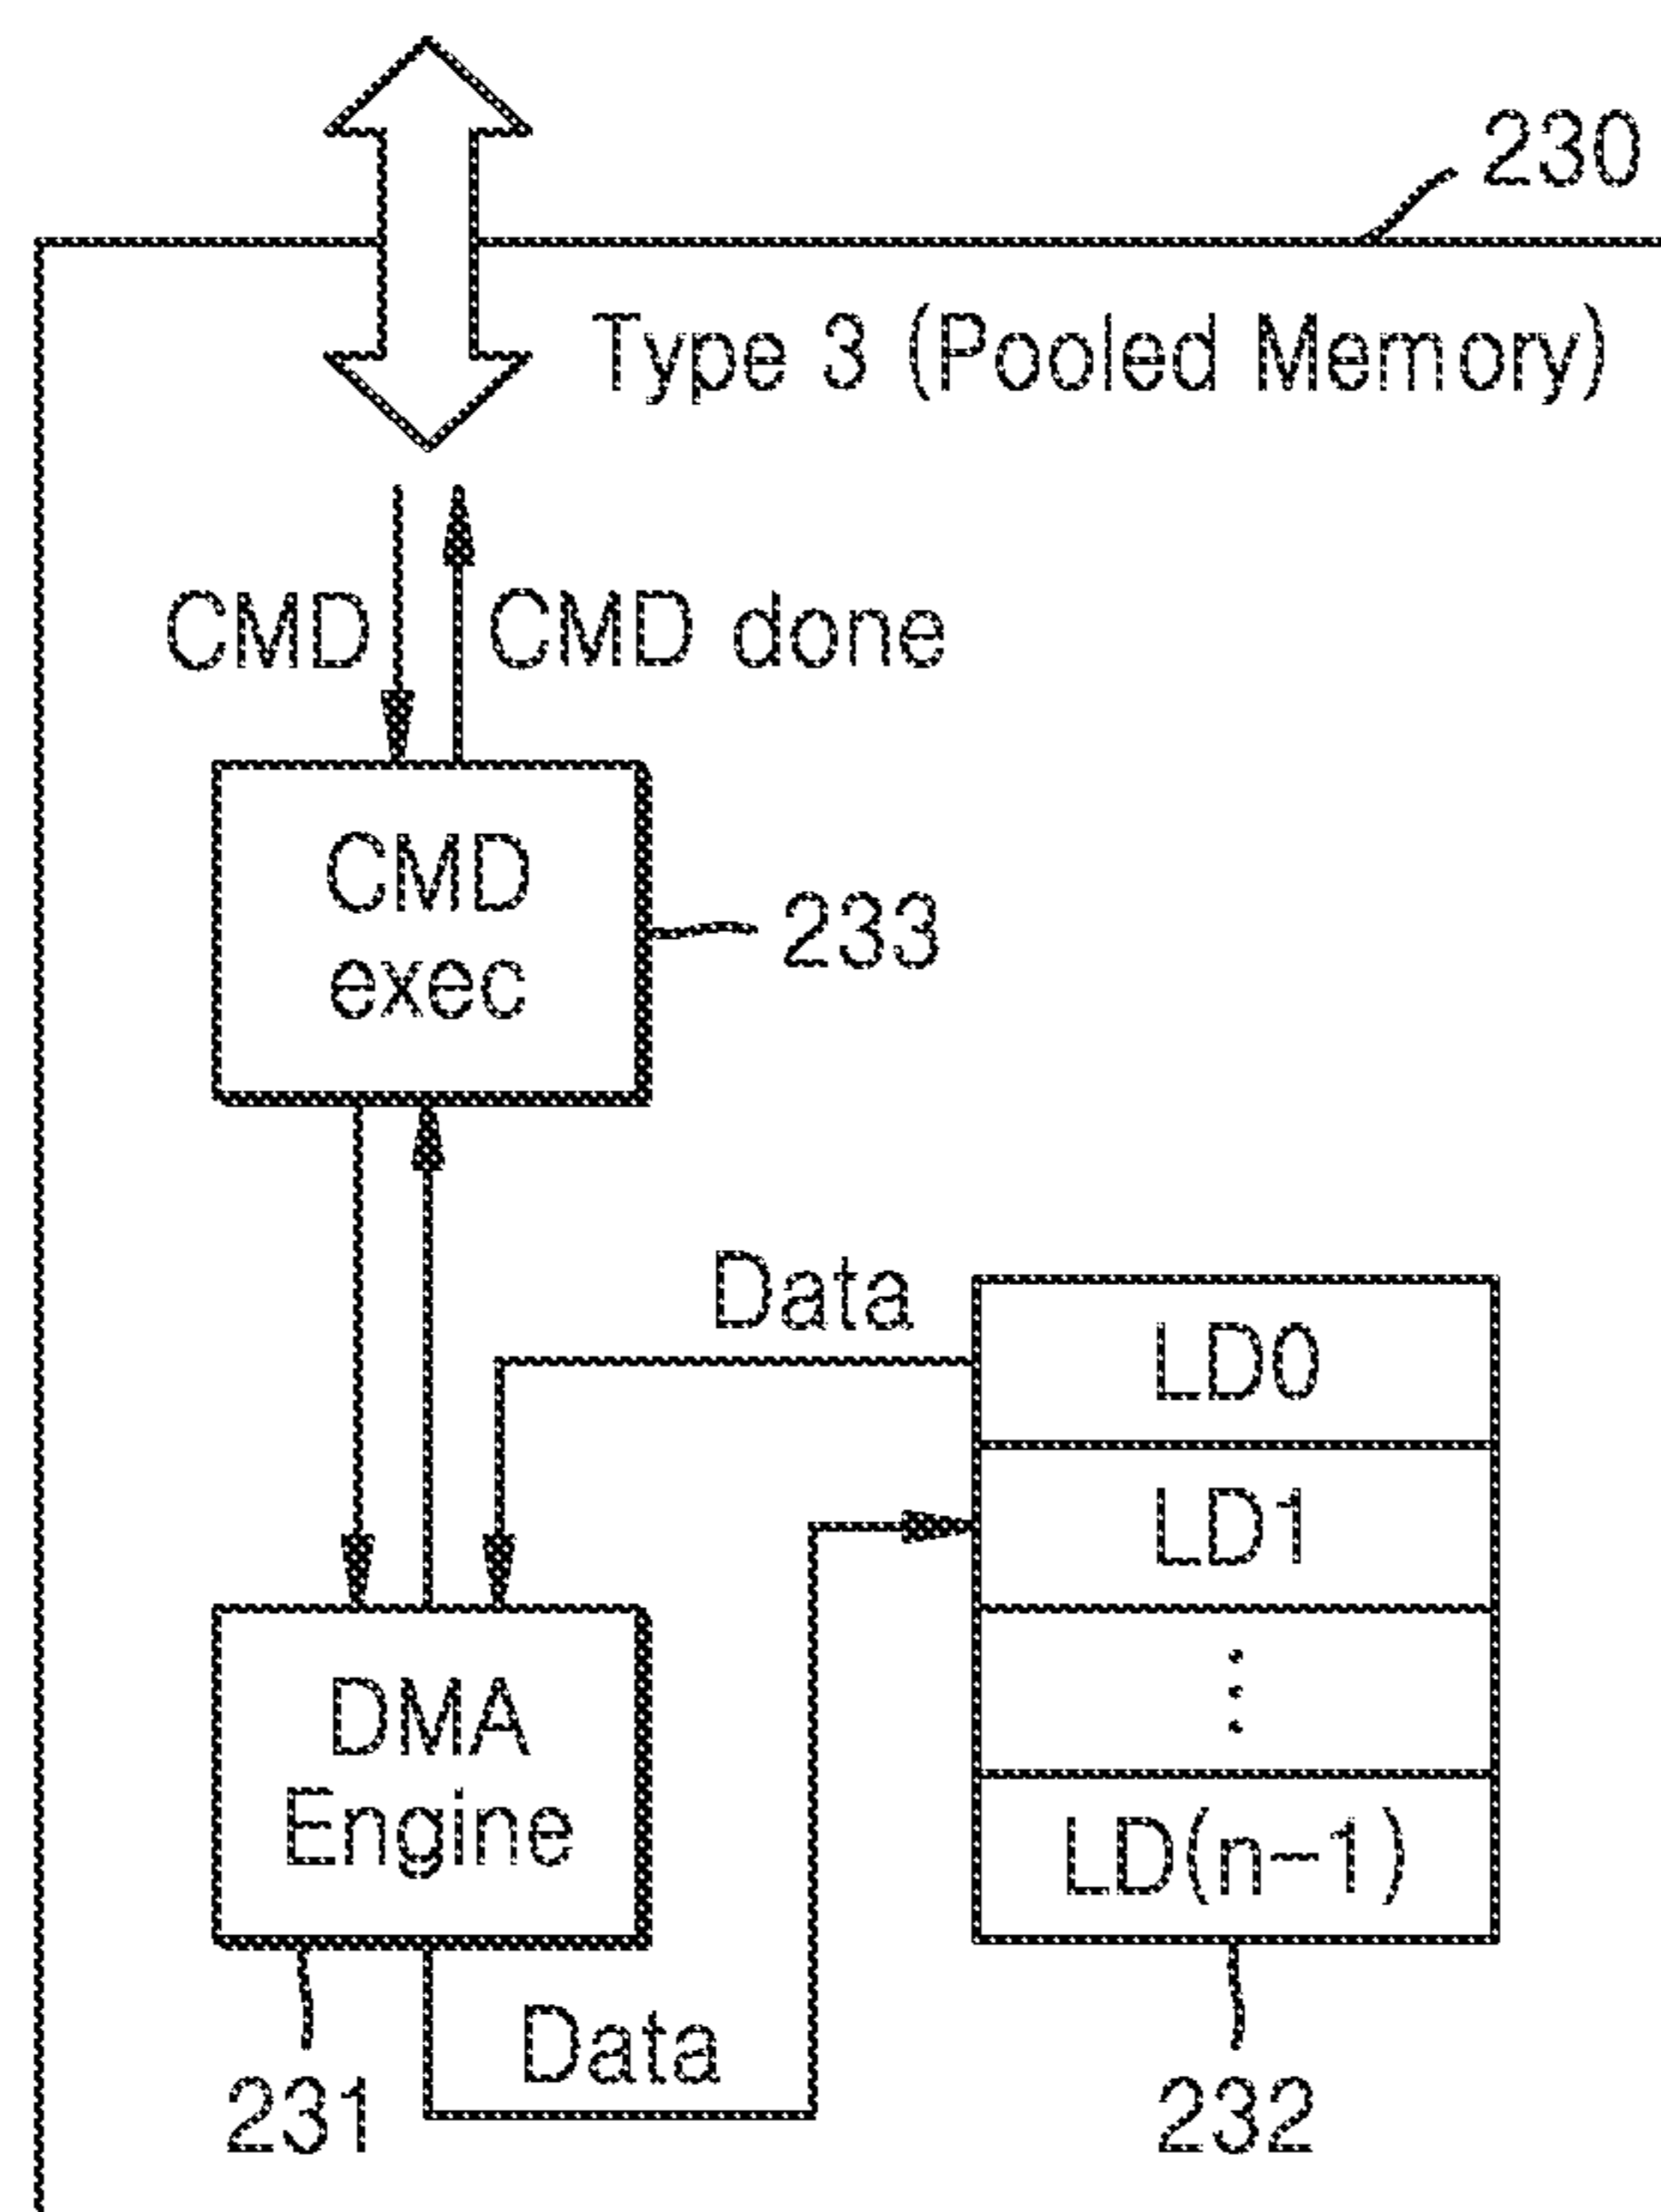 230
Type 3 (Pooled Memory)
CMD
CMD done
CMD
exec
233
Data
LD0
LD1
⋮
LD(n-1)
DMA
Engine
Data
231
232